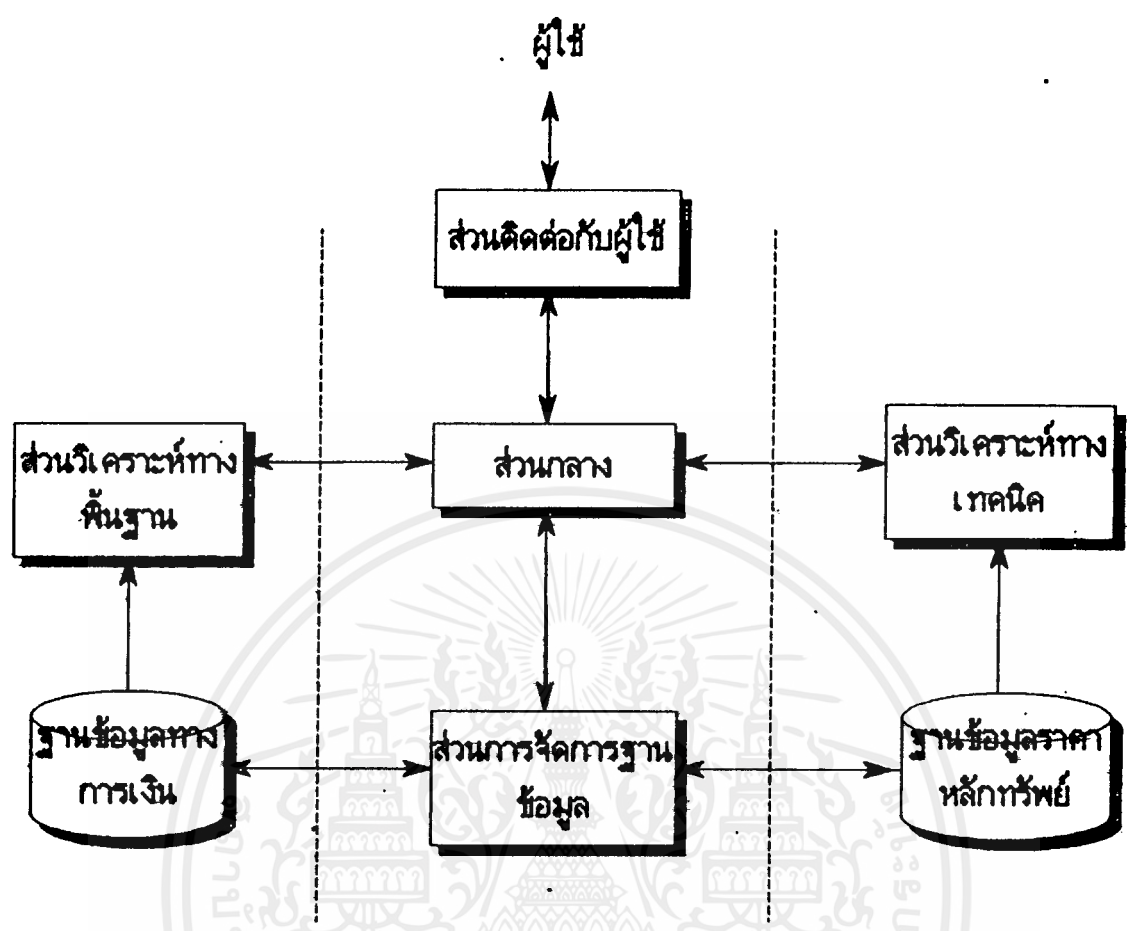 ผู้ใช้
ส่วนติดต่อกับผู้ใช้
ส่วนวิเคราะห์ทาง
พื้นฐาน
ส่วนกลาง
ส่วนวิเคราะห์ทาง
เทคนิค
ฐานข้อมูลทาง
การเงิน
ส่วนการจัดการฐาน
ข้อมูล
ฐานข้อมูลราคา
หลักทรัพย์